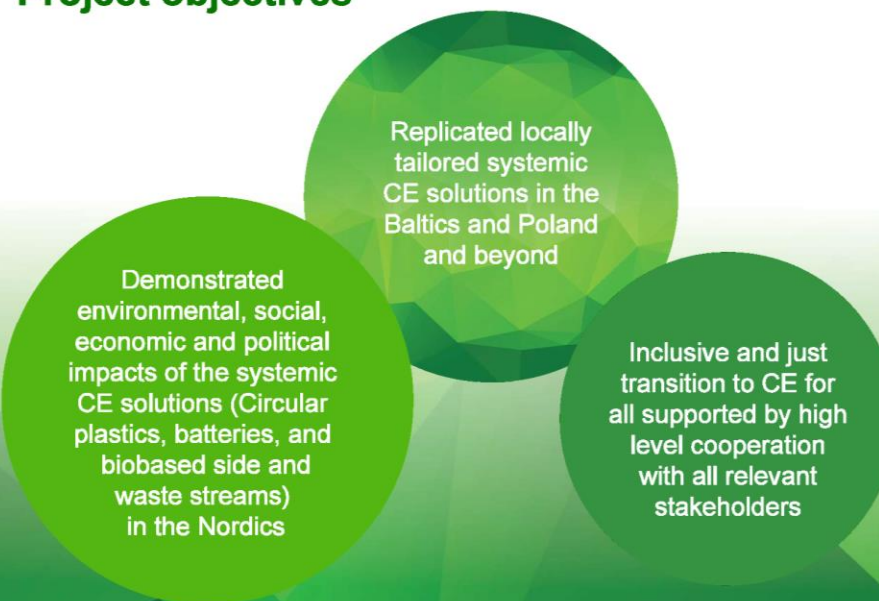 Project objectives
Replicated locally
tailored systemic
CE solutions in the
Baltics and Poland
and beyond
Demonstrated
environmental, social,
economic and political
impacts of the systemic
CE solutions (Circular
plastics, batteries, and
biobased side and
waste streams)
in the Nordics
Inclusive and just
transition to CE for
all supported by high
level cooperation
with all relevant
stakeholders